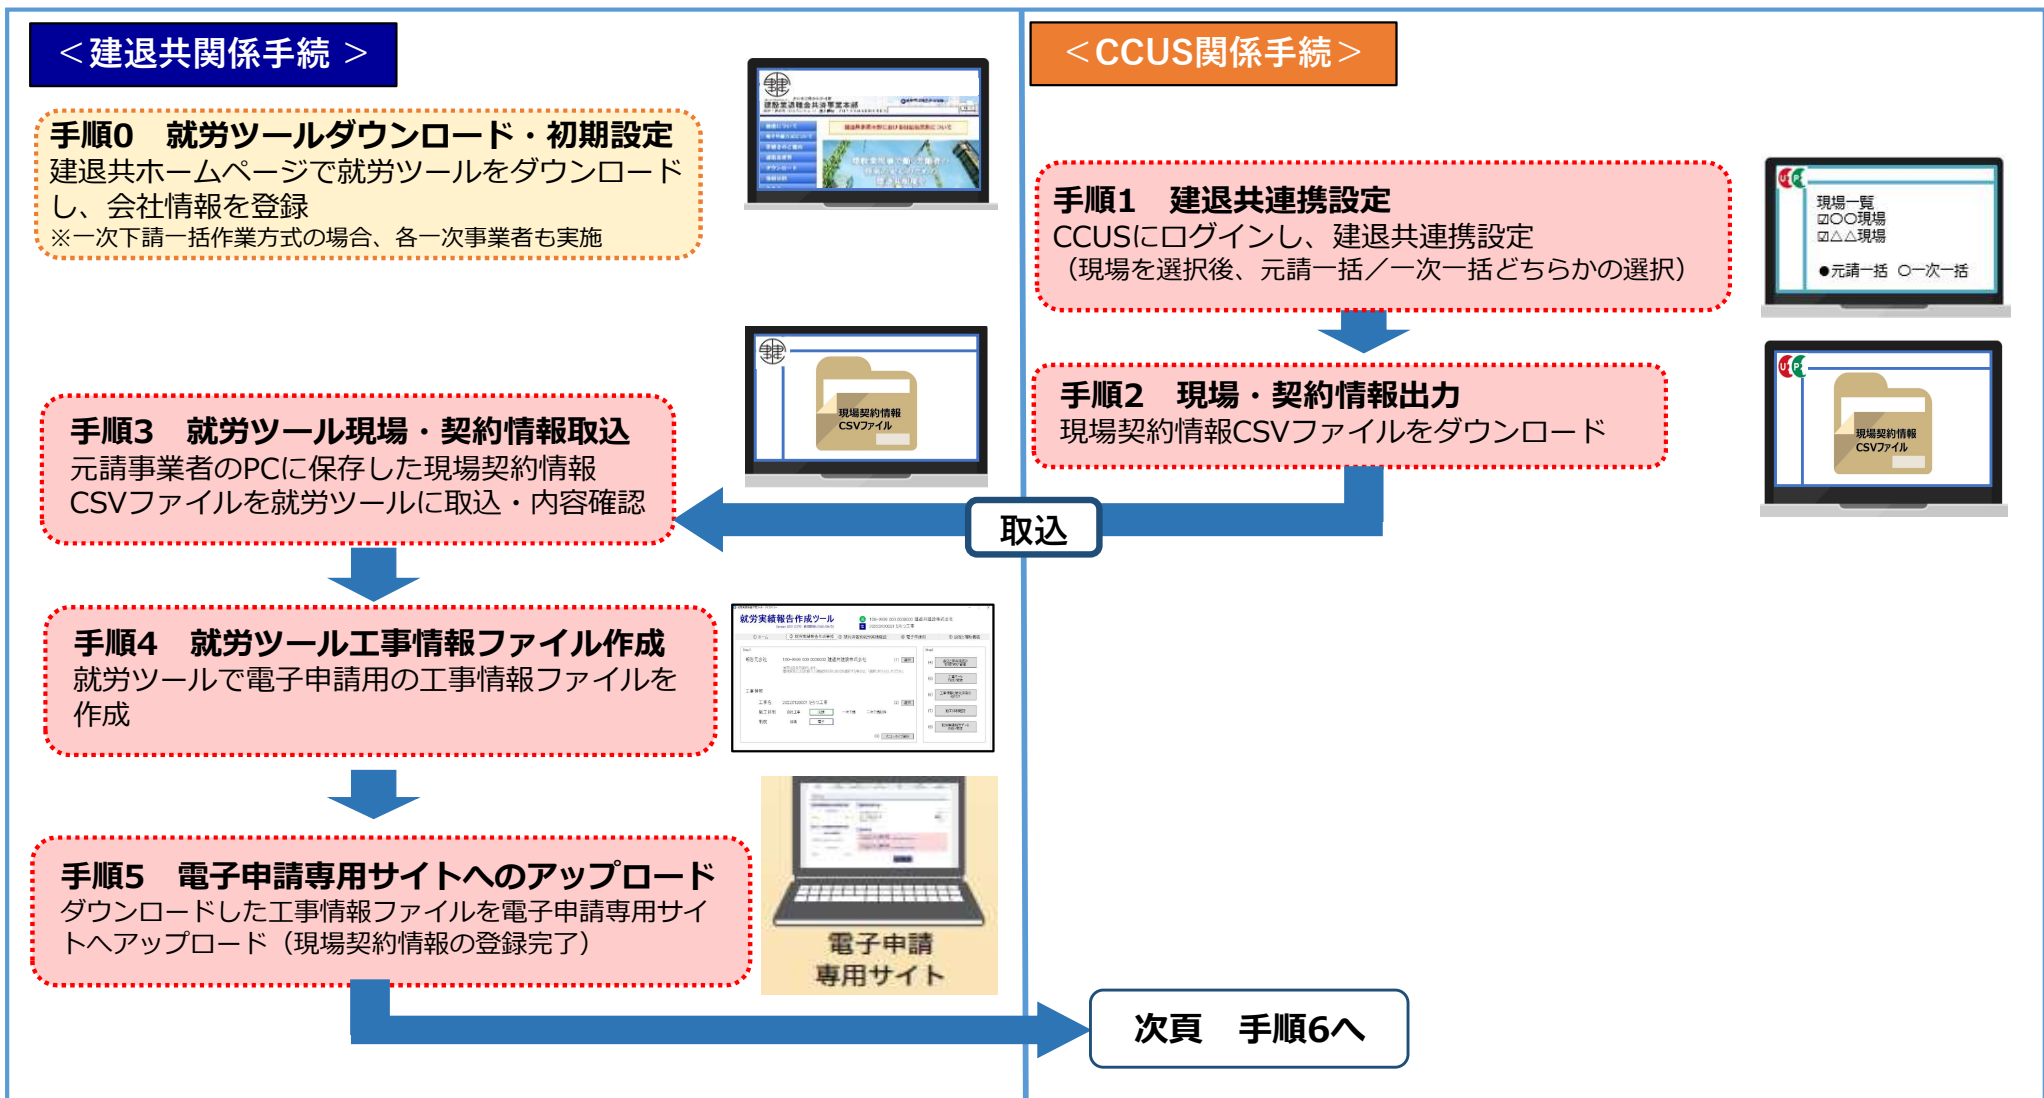 ＜建退共関係手続 ＞
手順0　就労ツールダウンロード・初期設定
建退共ホームページで就労ツールをダウンロード
し、会社情報を登録
※一次下請一括作業方式の場合、各一次事業者も実施
建設業退職金共済事業本部
現場契約情報
CSVファイル
手順3　就労ツール現場・契約情報取込
元請事業者のPCに保存した現場契約情報
CSVファイルを就労ツールに取込・内容確認
手順4　就労ツール工事情報ファイル作成
就労ツールで電子申請用の工事情報ファイルを
作成
就労実績報告作成ツール
手順5　電子申請専用サイトへのアップロード
ダウンロードした工事情報ファイルを電子申請専用サイ
トへアップロード（現場契約情報の登録完了）
電子申請
専用サイト
＜CCUS関係手続＞
手順1　建退共連携設定
CCUSにログインし、建退共連携設定
（現場を選択後、元請一括／一次一括どちらかの選択）
現場一覧
☑〇〇現場
☑△△現場
●元請一括 〇一次一括
手順2　現場・契約情報出力
現場契約情報CSVファイルをダウンロード
現場契約情報
CSVファイル
取込
次頁　手順6へ